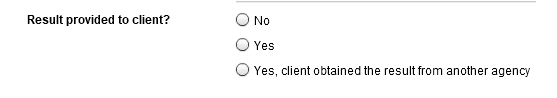 Result provided to client? No
Yes
Yes, client obtained the result from another agency